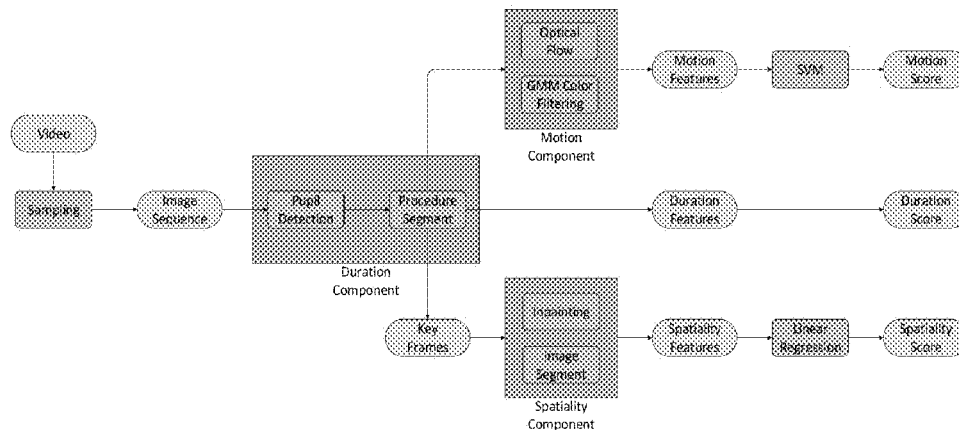 Optical
Flow
GMM Color
Filtering
Motion
Component
Motion
Features
SVM
Motion
Score
Video
Sampling
Image
Sequence
Pupil
Detection
Procedure
Segment
Duration
Component
Duration
Features
Duration
Score
Key
Frames
Inpainting
Image
Segment
Spatiality
Component
Spatiality
Features
Linear
Regression
Spatiality
Score